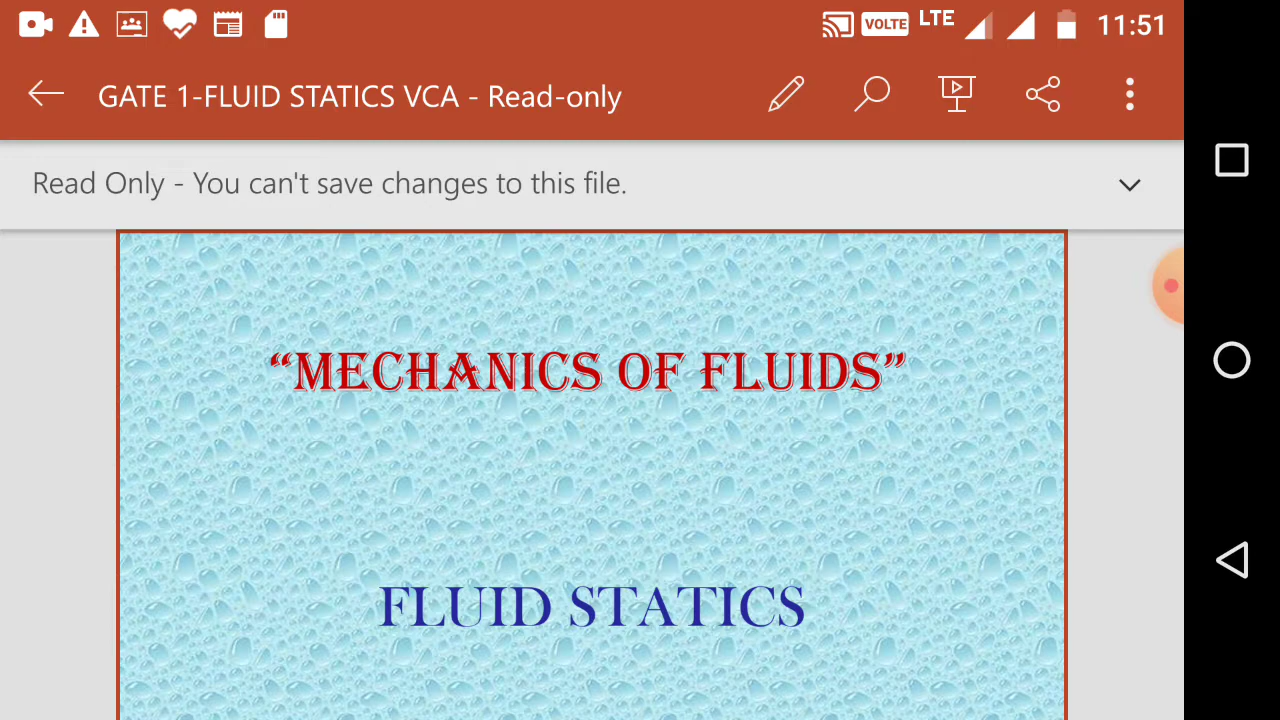 VOLTE LTE 11:51
GATE 1-FLUID STATICS VCA - Read-only
Read Only - You can't save changes to this file.
“MECHANICS OF FLUIDS”
FLUID STATICS